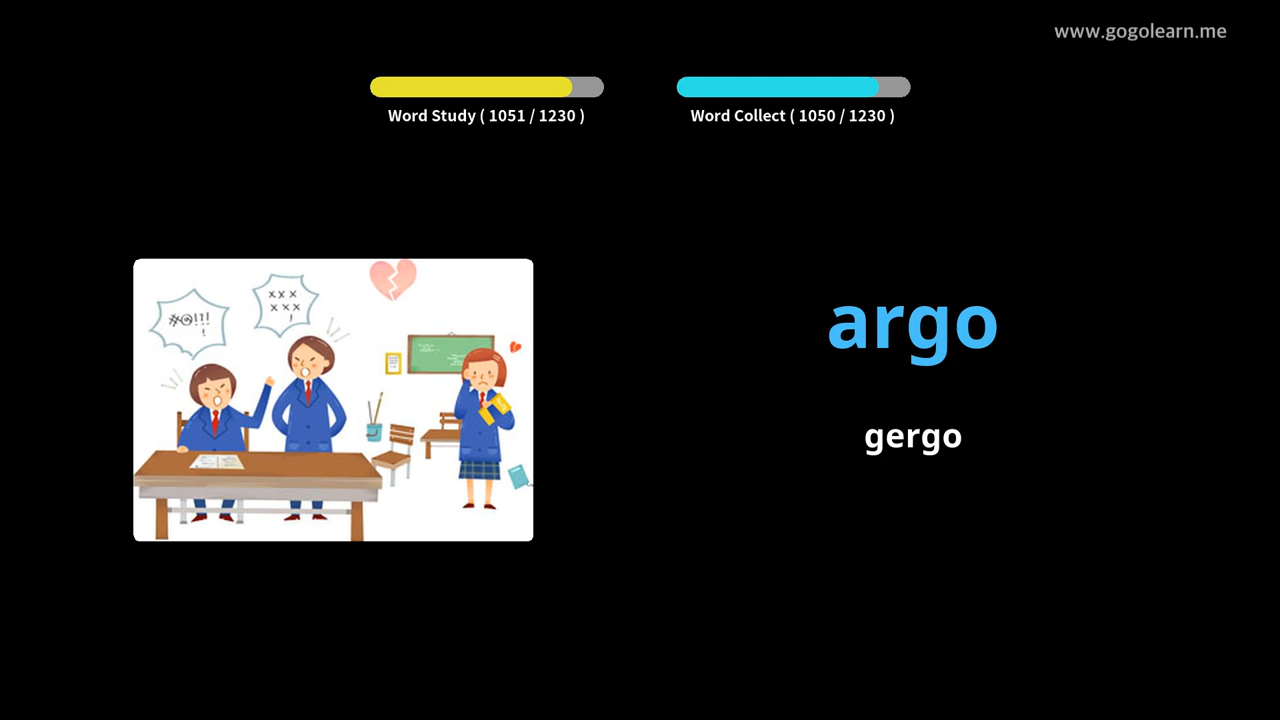 www.gogolearn.me
Word Study ( 1051 / 1230 )
Word Collect ( 1050 / 1230 )
#@!!!
!
x x x
x x x
!
argo
gergo